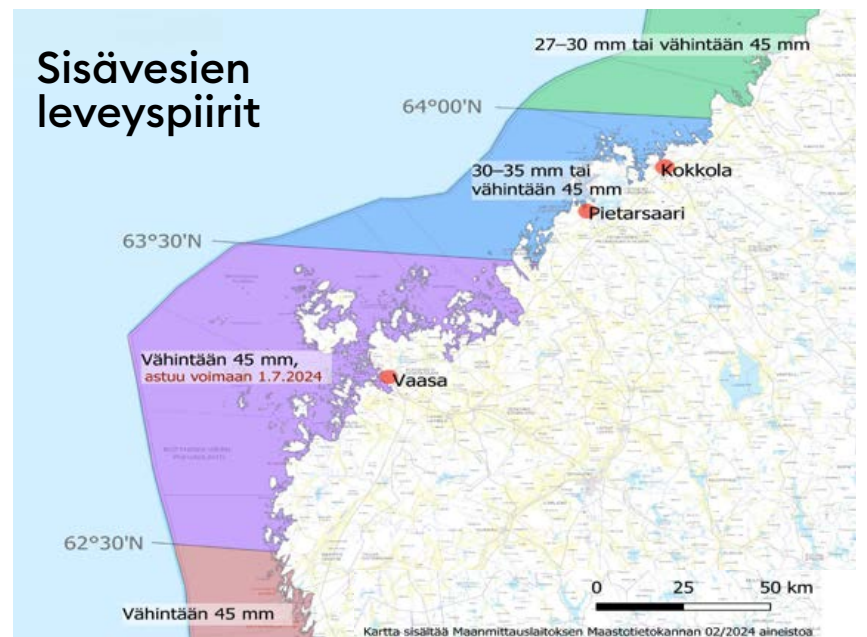 Sisävesien
leveyspiirit
27–30 mm tai vähintään 45 mm
64°00'N
30–35 mm tai
vähintään 45 mm
Kokkola
Pietarsaari
63°30'N
Vähintään 45 mm,
astuu voimaan 1.7.2024
Vaasa
62°30'N
Vähintään 45 mm
0 25 50 km
Kartta sisältää Maanmittauslaitoksen Maastotietokannan 02/2024 aineistoa